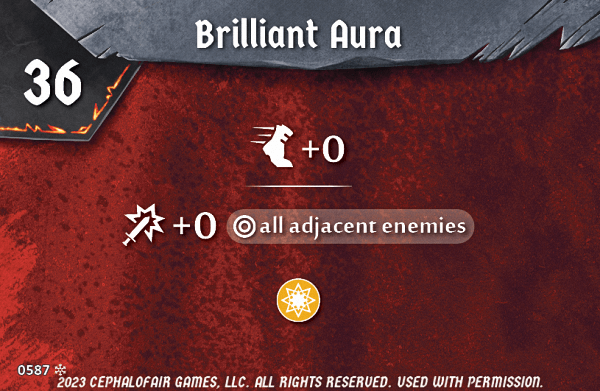 Brilliant Aura
36
+0
+0 all adjacent enemies
0587
2023 CEPHALOFAIR GAMES, LLC. ALL RIGHTS RESERVED. USED WITH PERMISSION.